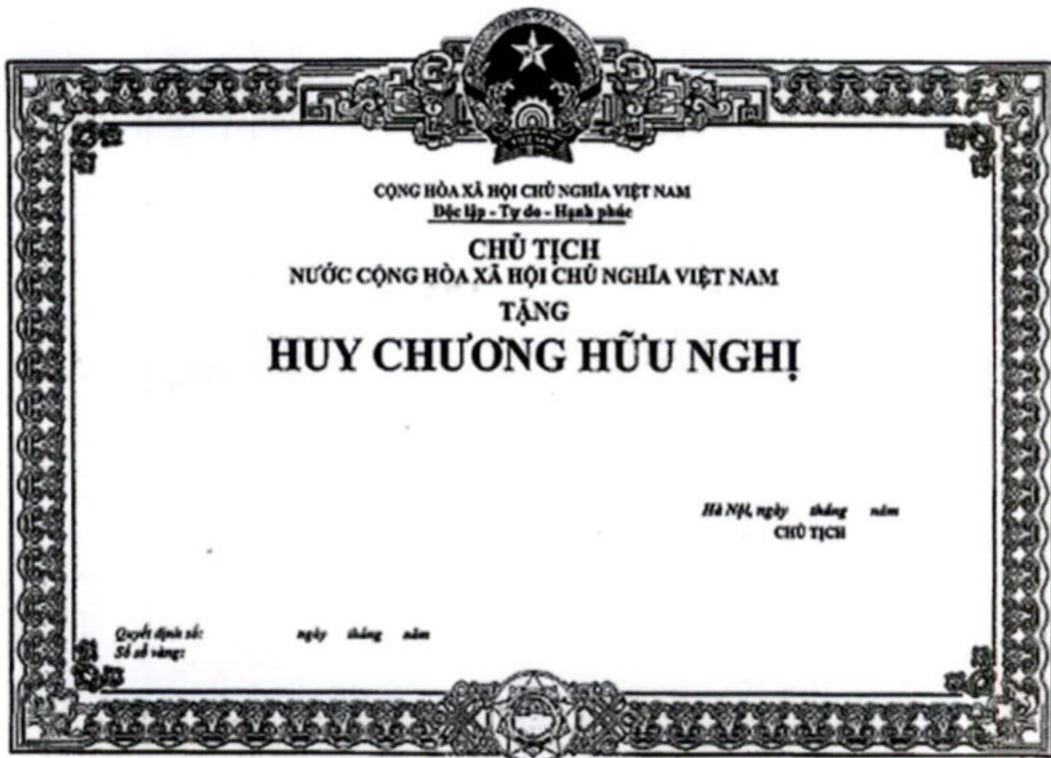 CỘNG HÒA XÃ HỘI CHỦ NGHĨA VIỆT NAM
Độc lập - Tự do - Hạnh phúc
CHỦ TỊCH
NƯỚC CỘNG HÒA XÃ HỘI CHỦ NGHĨA VIỆT NAM
TẶNG
HUY CHƯƠNG HỮU NGHỊ
Hà Nội, ngày tháng năm
CHỦ TỊCH
Quyết định số: ngày tháng năm
Số sổ vàng: